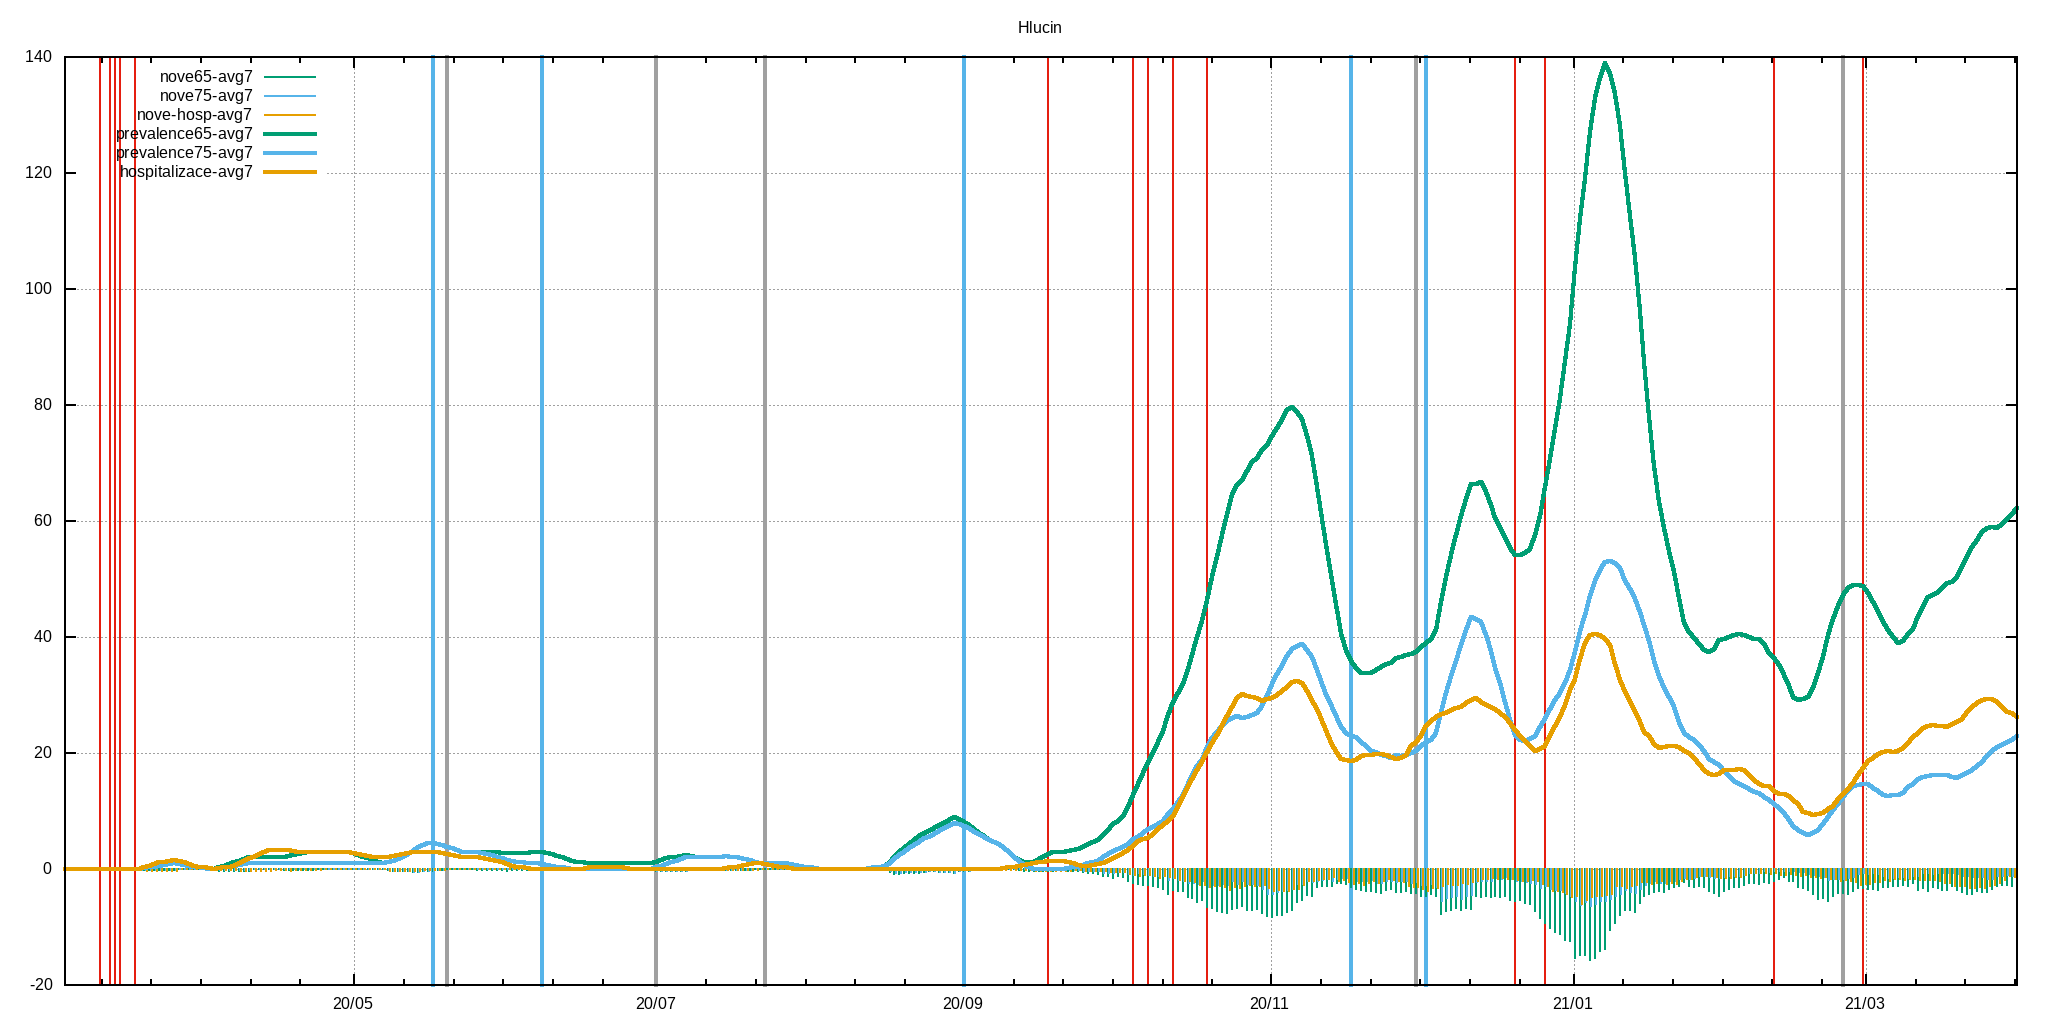 Hlucin
140
120
100
80
60
40
20
0
-20
nove65-avg7
nove75-avg7
nove-hosp-avg7
prevalence65-avg7
prevalence75-avg7
hospitalizace-avg7
20/05 20/07 20/09 20/11 21/01 21/03